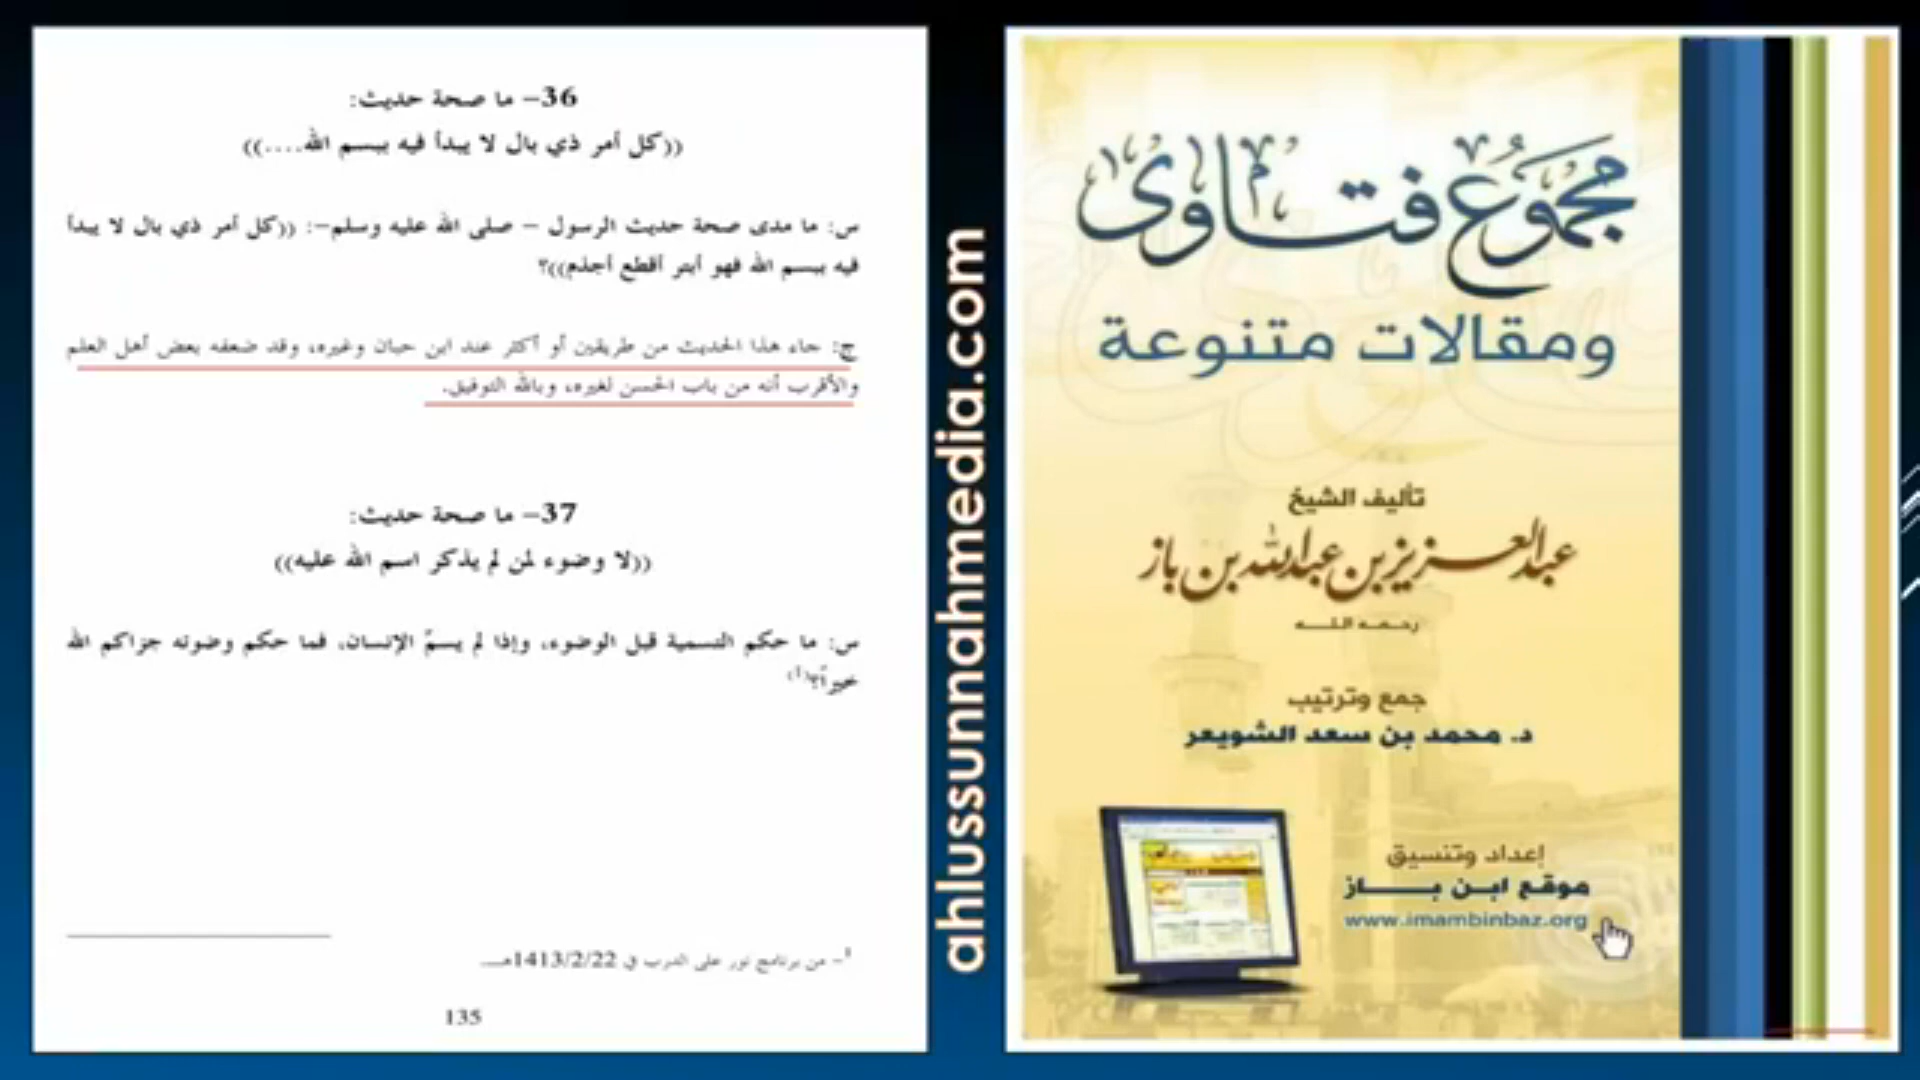 36– ما صحة حديث:
((كل أمر ذي بال لا يبدأ فيه ببسم الله....))
س: ما مدى صحة حديث الرسول – صلى الله عليه وسلم–: ((كل أمر ذي بال لا يبدأ
فيه ببسم الله فهو أبتر أقطع أجذم))؟
ج: جاء هذا الحديث من طريقين أو أكثر عند ابن حبان وغيره، وقد ضعفه بعض أهل العلم
والأقرب أنه من باب الحسن لغيره، وبالله التوفيق.
37– ما صحة حديث:
((لا وضوء لمن لم يذكر اسم الله عليه))
س: ما حكم التسمية قبل الوضوء، وإذا لم يسمّ الإنسان، فما حكم وضوئه جزاكم الله
خيراً؟(1)
1– من برنامج نور على الدرب في 1413/2/22هـ
135
ahlussunnahmedia.com
مجموع فتاوى
ومقالات متنوعة
تأليف الشيخ
عبدالعزيز بن عبدالله بن باز
رحمه الله
جمع وترتيب
د. محمد بن سعد الشويعر
إعداد وتنسيق
موقع ابن باز
www.imambinbaz.org